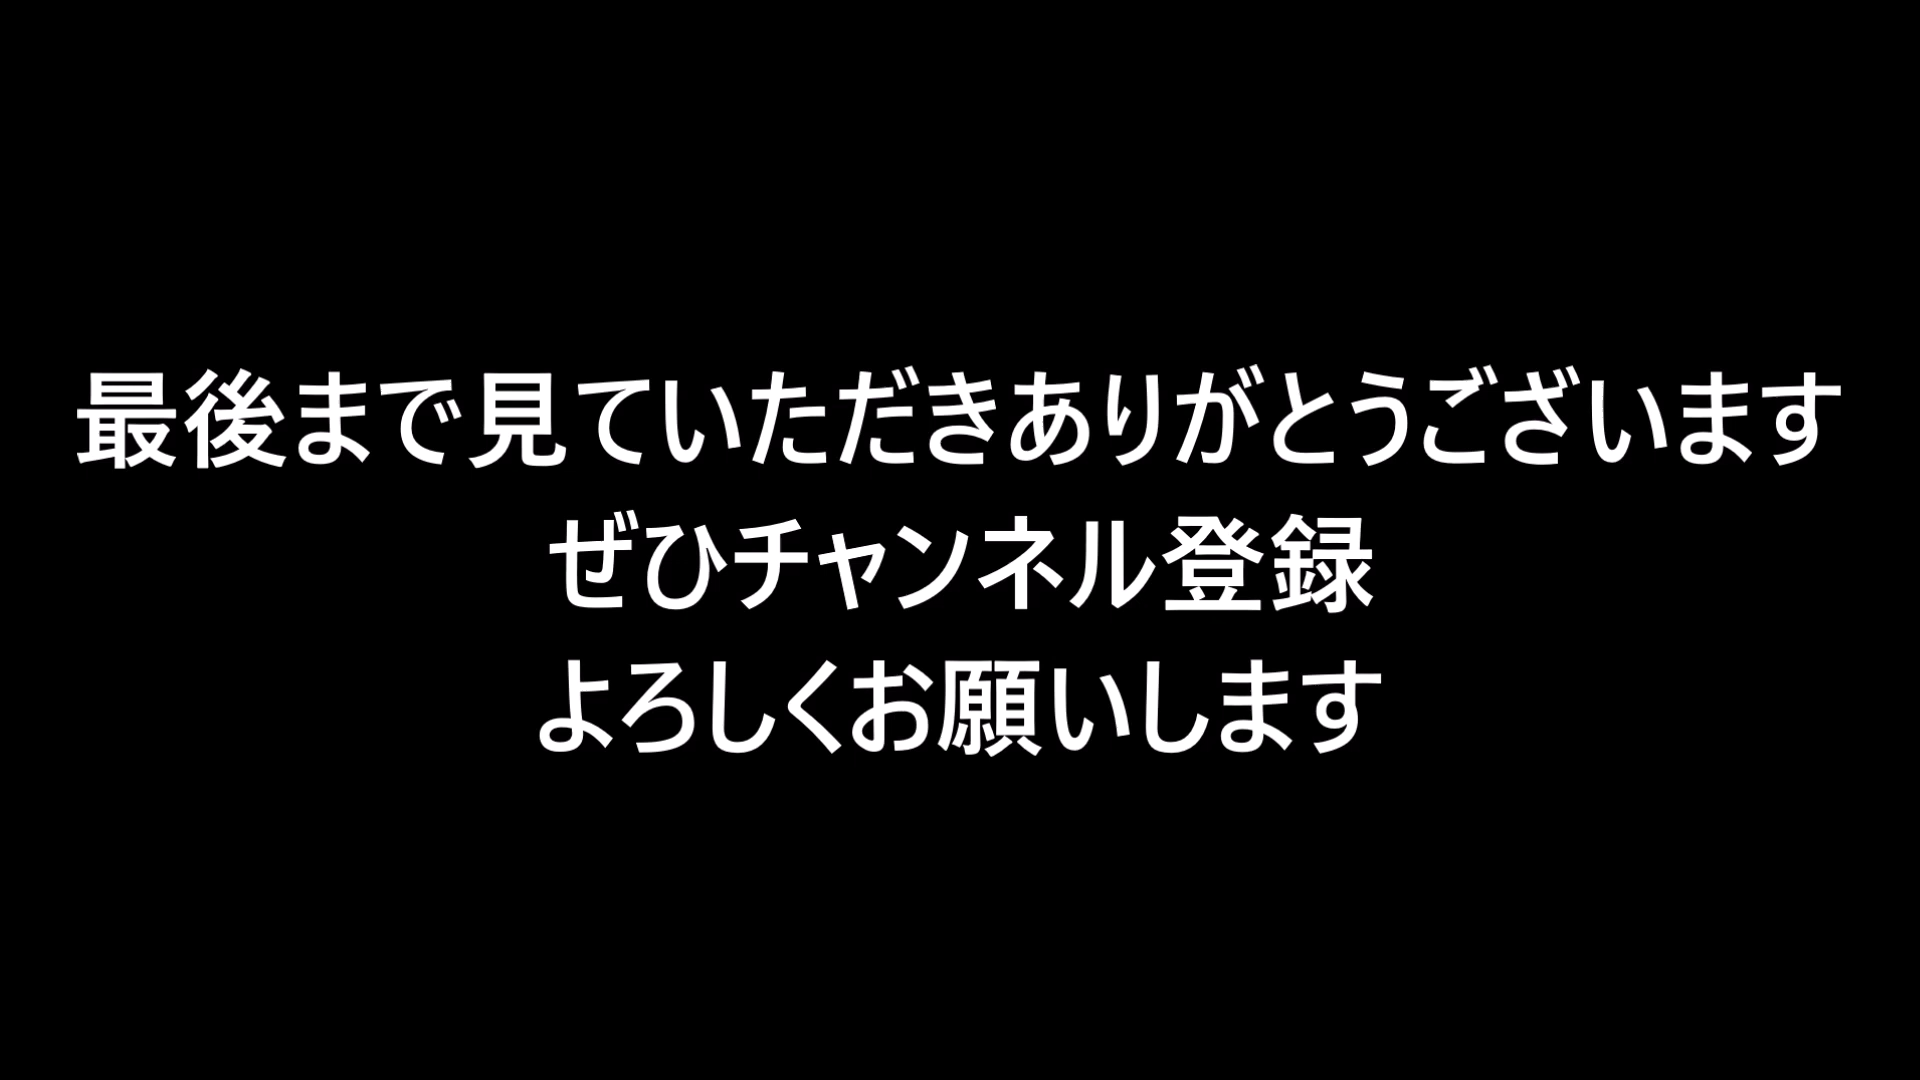 最後まで見ていただきありがとうございます
ぜひチャンネル登録
よろしくお願いします